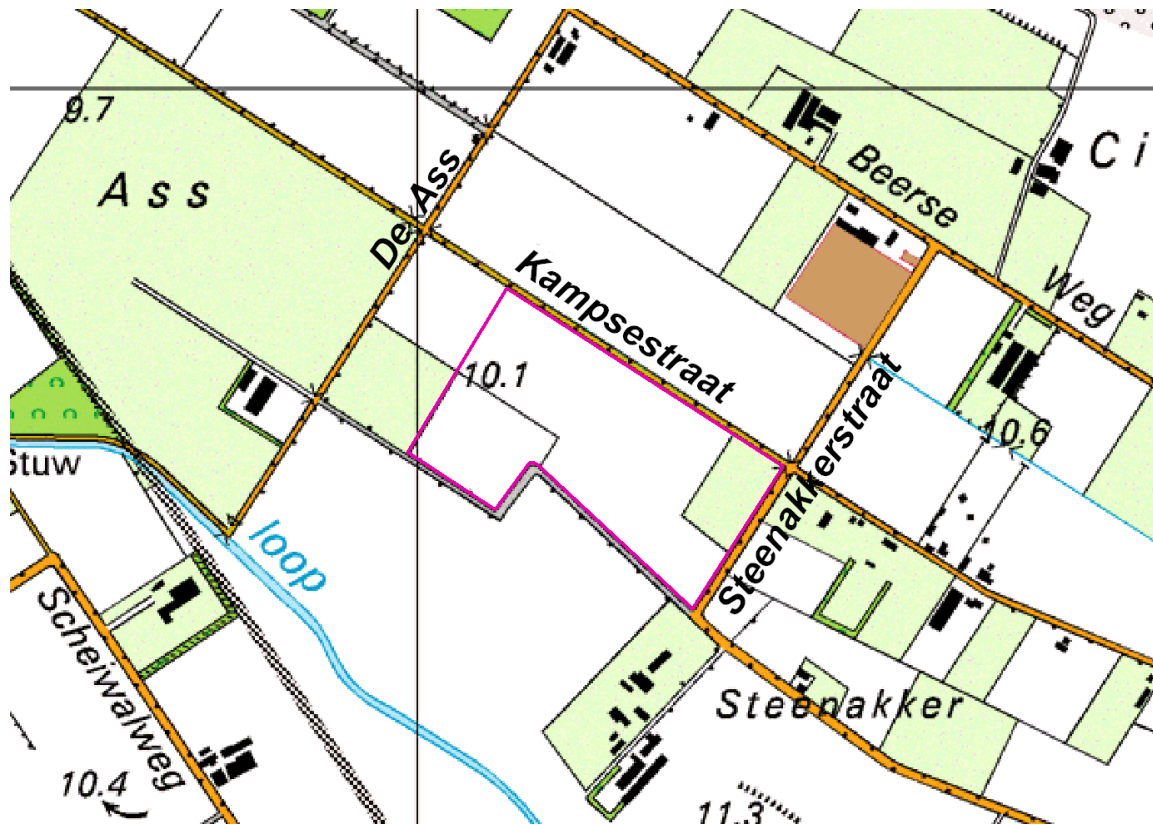 9.7
Ass
De Ass
Ci
Beerse
Weg
Kampsestraat
10.1
10.6
Steenakkerstraat
Stuw
loop
Scheiwalweg
Steenakker
10.4
11.3